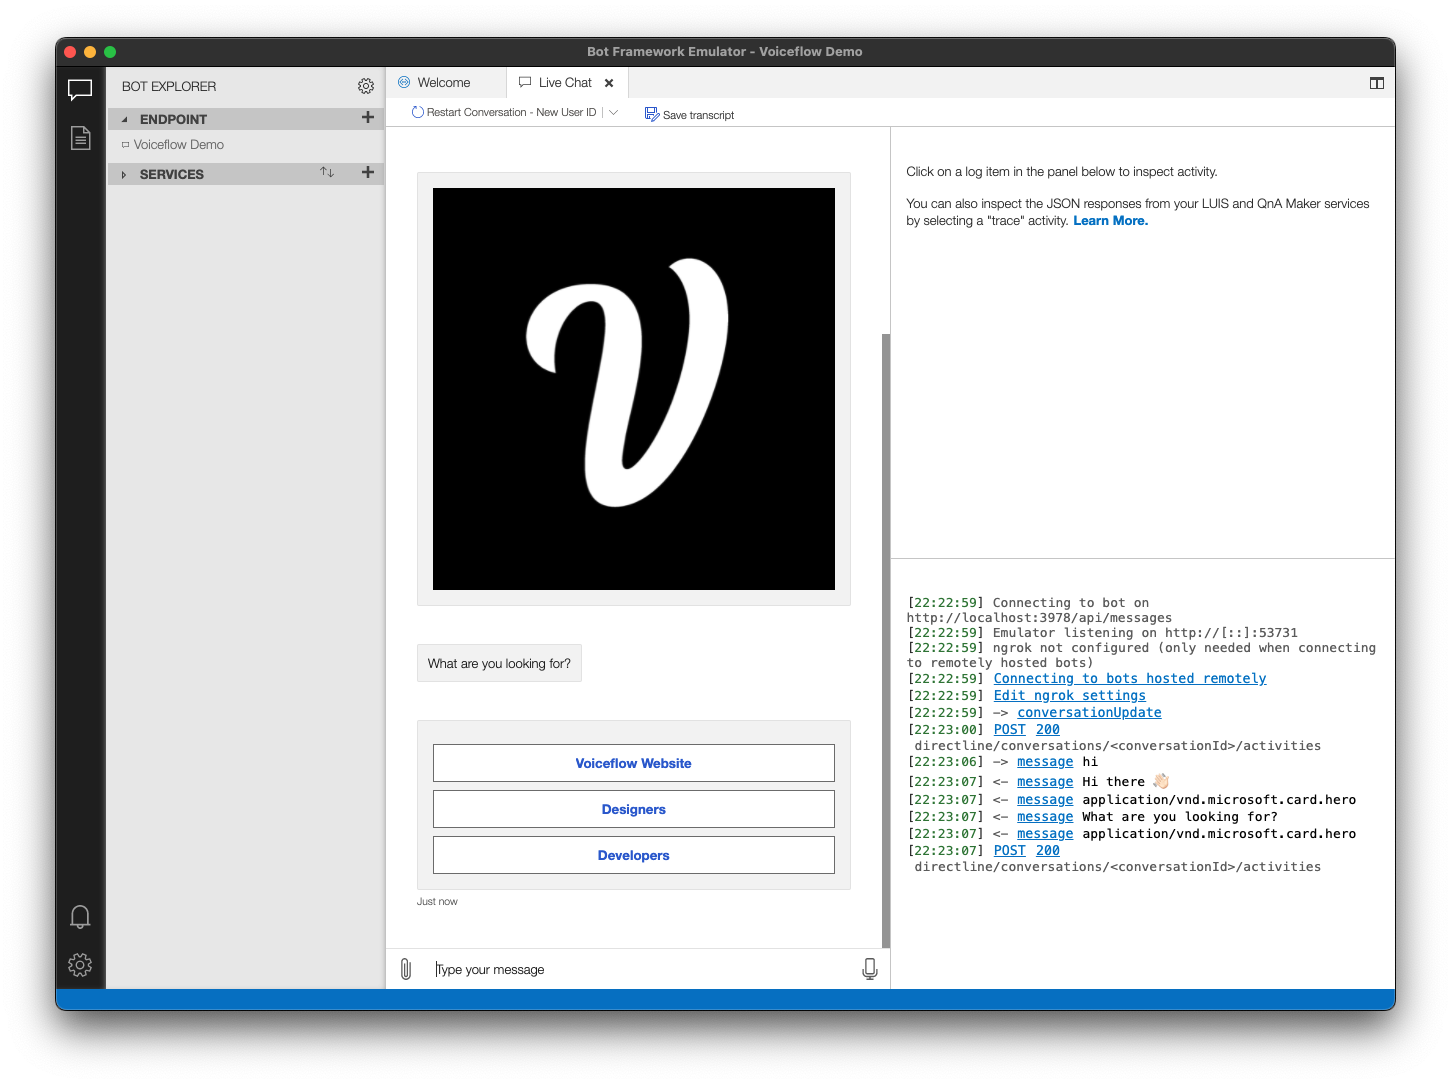 Bot Framework Emulator - Voiceflow Demo
BOT EXPLORER
ENDPOINT
Voiceflow Demo
SERVICES
Welcome
Live Chat
Restart Conversation - New User ID
Save transcript
V
What are you looking for?
Voiceflow Website
Designers
Developers
Just now
Type your message
Click on a log item in the panel below to inspect activity.
You can also inspect the JSON responses from your LUIS and QnA Maker services
by selecting a "trace" activity. Learn More.
[22:22:59] Connecting to bot on
http://localhost:3978/api/messages
[22:22:59] Emulator listening on http://[::]:53731
[22:22:59] ngrok not configured (only needed when connecting
to remotely hosted bots)
[22:22:59] Connecting to bots hosted remotely
[22:22:59] Edit ngrok settings
[22:22:59] -> conversationUpdate
[22:23:00] POST 200
directline/conversations/<conversationId>/activities
[22:23:06] -> message hi
[22:23:07] <- message Hi there 👋🏻
[22:23:07] <- message application/vnd.microsoft.card.hero
[22:23:07] <- message What are you looking for?
[22:23:07] <- message application/vnd.microsoft.card.hero
[22:23:07] POST 200
directline/conversations/<conversationId>/activities